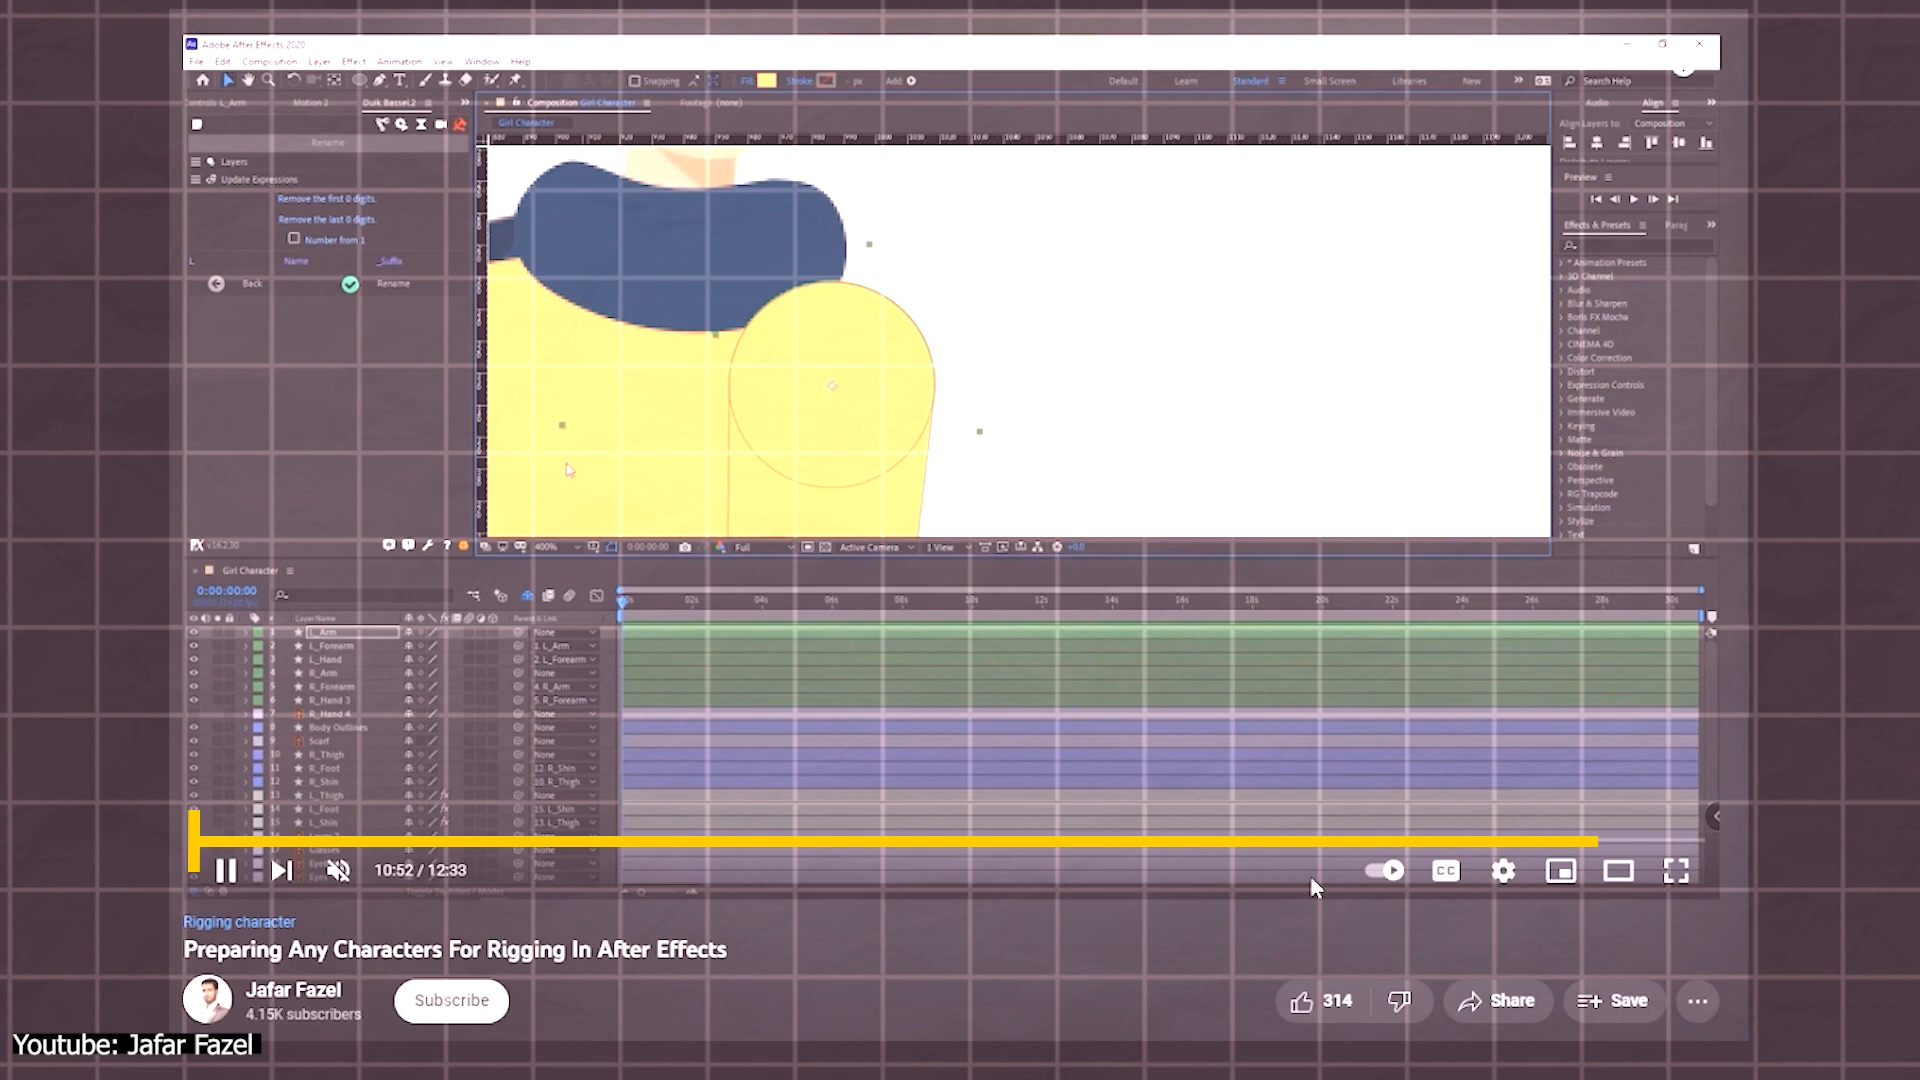 Adobe After Effects 2020
File Edit Composition Layer Effect Animation View Window Help
Snapping Fill Stroke - px Add Default Learn Standard Small Screen Libraries New Search Help
L_Arm Motion 2 Duik Bassel.2 Composition Girl Character Footage (none) Audio Align
Girl Character
Align Layers to: Composition
Rename
Layers
Update Expressions
Preview
Remove the first 0 digits.
Remove the last 0 digits.
Number from 1
Effects & Presets
L Name _Suffix
Back Rename
* Animation Presets
3D Channel
Audio
Blur & Sharpen
Boris FX Mocha
Channel
CINEMA 4D
Color Correction
Distort
Expression Controls
Generate
Immersive Video
Keying
Matte
Noise & Grain
Obsolete
Perspective
RG Trapcode
Simulation
Stylize
Text
v16.2.30 400% 0:00:00:00 Full Active Camera 1 View +0.0
Girl Character
0:00:00:00
02s 04s 06s 08s 10s 12s 14s 16s 18s 20s 22s 24s 26s 28s 30s
Layer Name Parent & Link
1 L_Arm None
2 L_Forearm 1. L_Arm
3 L_Hand 2. L_Forearm
4 R_Arm None
5 R_Forearm 4. R_Arm
6 R_Hand 3 5. R_Forearm
7 R_Hand 4 None
8 Body Outlines None
9 Scarf None
10 R_Thigh None
11 R_Foot 12. R_Shin
12 R_Shin 10. R_Thigh
13 L_Thigh None
14 L_Foot 15. L_Shin
15 L_Shin 13. L_Thigh
Glasses None
None
None
10:52 / 12:33 CC
Toggle Switches / Modes
Rigging character
Preparing Any Characters For Rigging In After Effects
Jafar Fazel
4.15K subscribers
Subscribe
314 Share Save
Youtube: Jafar Fazel